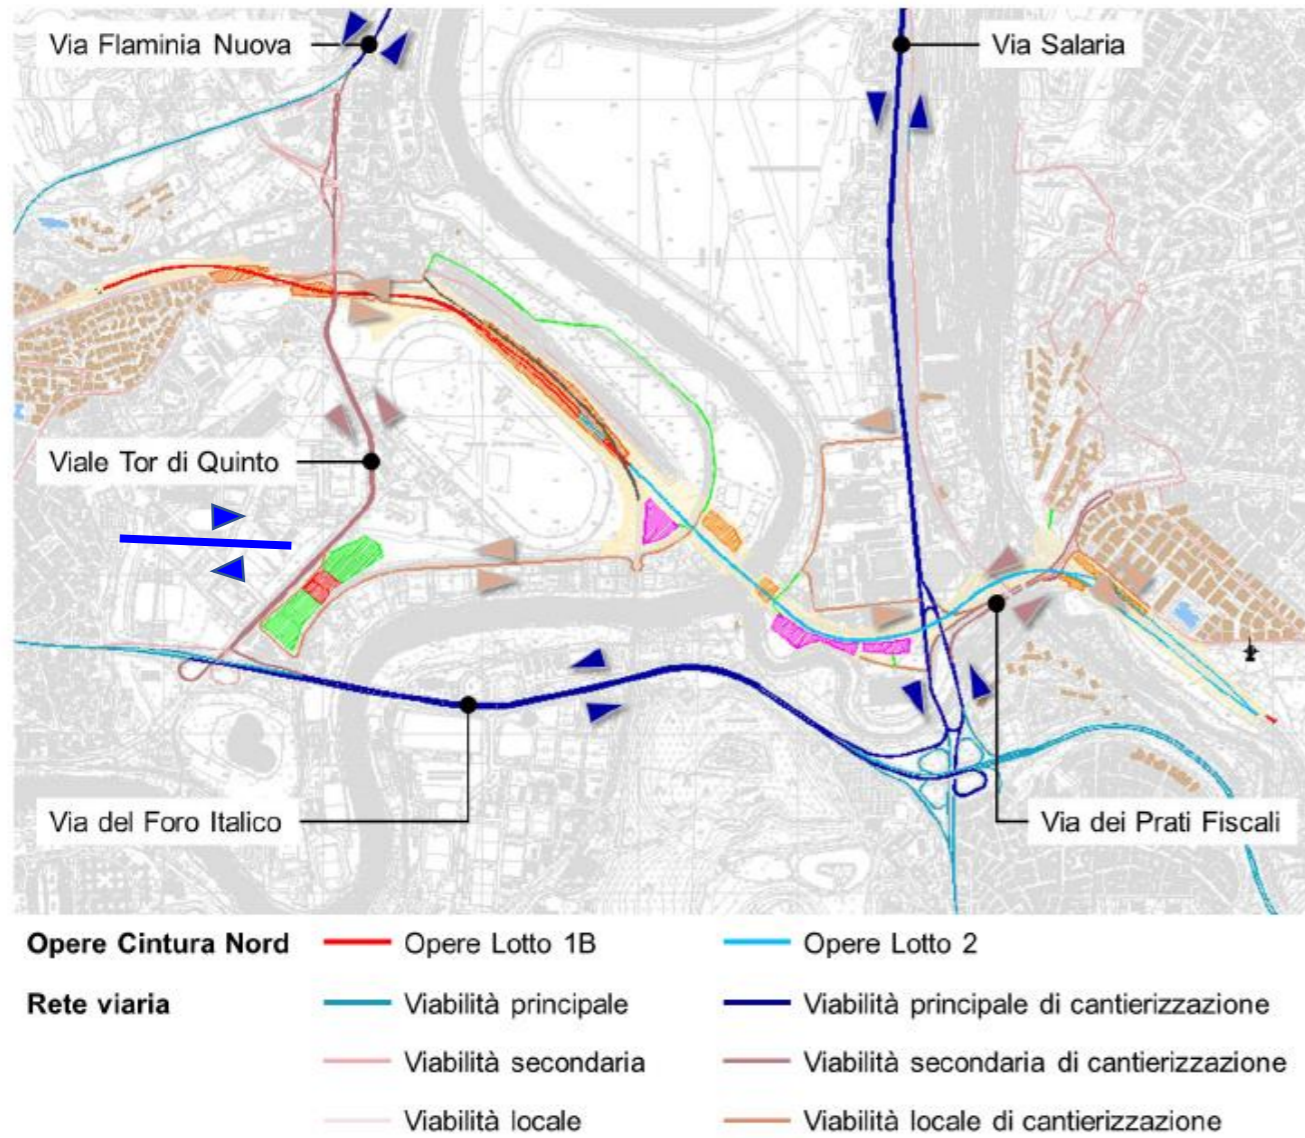 Via Flaminia Nuova
Via Salaria
Viale Tor di Quinto
Via del Foro Italico
Via dei Prati Fiscali
Opere Cintura Nord
Opere Lotto 1B
Opere Lotto 2
Rete viaria
Viabilità principale
Viabilità principale di cantierizzazione
Viabilità secondaria
Viabilità secondaria di cantierizzazione
Viabilità locale
Viabilità locale di cantierizzazione